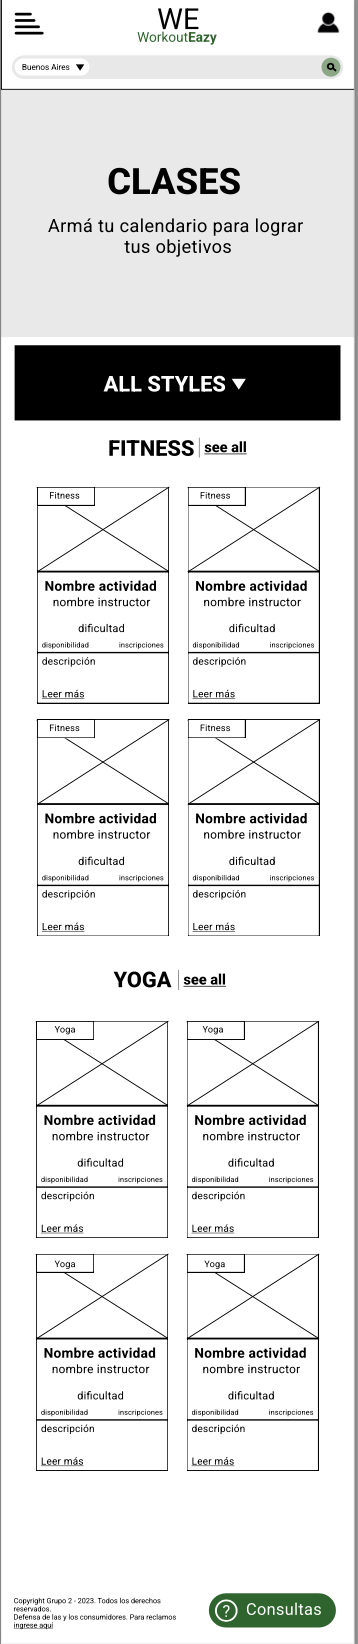 WE
WorkoutEazy
Buenos Aires
CLASES
Armá tu calendario para lograr
tus objetivos
ALL STYLES
FITNESS see all
Fitness
Nombre actividad
nombre instructor
dificultad
disponibilidad inscripciones
descripción
Leer más
Fitness
Nombre actividad
nombre instructor
dificultad
disponibilidad inscripciones
descripción
Leer más
Fitness
Nombre actividad
nombre instructor
dificultad
disponibilidad inscripciones
descripción
Leer más
Fitness
Nombre actividad
nombre instructor
dificultad
disponibilidad inscripciones
descripción
Leer más
YOGA see all
Yoga
Nombre actividad
nombre instructor
dificultad
disponibilidad inscripciones
descripción
Leer más
Yoga
Nombre actividad
nombre instructor
dificultad
disponibilidad inscripciones
descripción
Leer más
Yoga
Nombre actividad
nombre instructor
dificultad
disponibilidad inscripciones
descripción
Leer más
Yoga
Nombre actividad
nombre instructor
dificultad
disponibilidad inscripciones
descripción
Leer más
Copyright Grupo 2 - 2023. Todos los derechos
reservados.
Defensa de las y los consumidores. Para reclamos
ingrese aquí
? Consultas